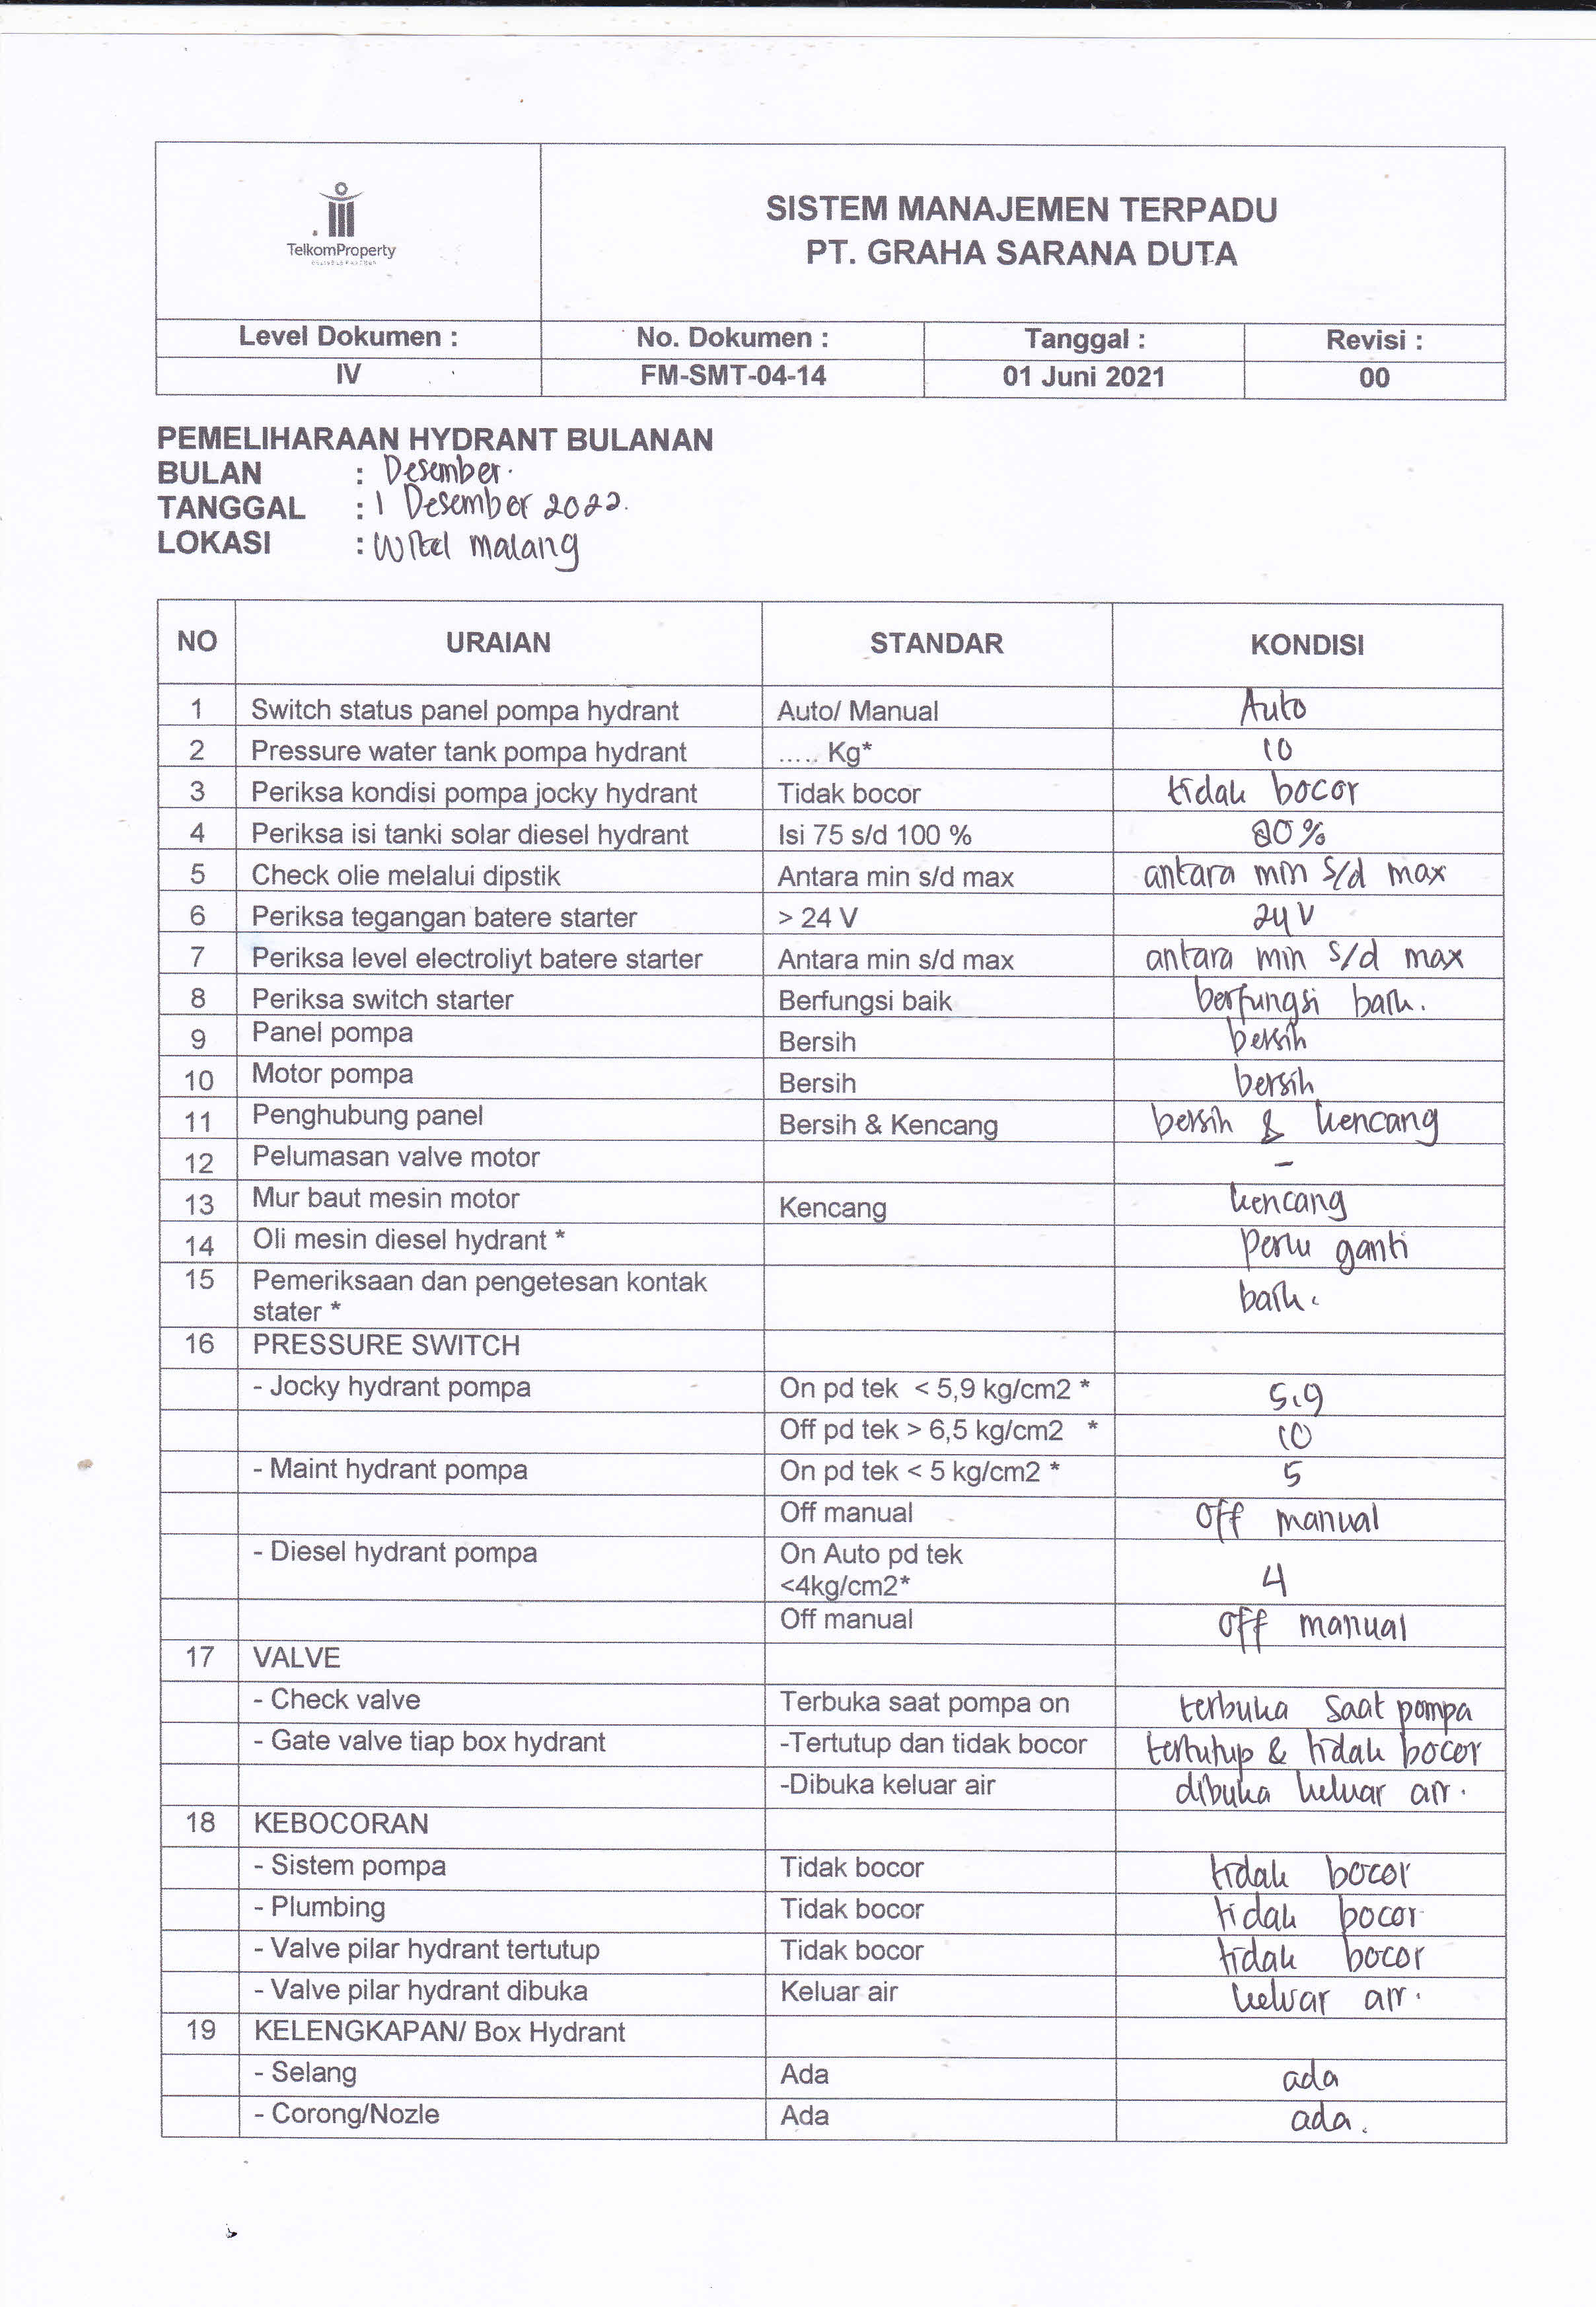 TelkomProperty
SISTEM MANAJEMEN TERPADU
PT. GRAHA SARANA DUTA
Level Dokumen : No. Dokumen : Tanggal : Revisi :
IV FM-SMT-04-14 01 Juni 2021 00
PEMELIHARAAN HYDRANT BULANAN
BULAN : Desember.
TANGGAL : 1 Desember 2022.
LOKASI : Witel malang
NO URAIAN STANDAR KONDISI
1 Switch status panel pompa hydrant Auto/ Manual Auto
2 Pressure water tank pompa hydrant ..... Kg* 10
3 Periksa kondisi pompa jocky hydrant Tidak bocor tidak bocor
4 Periksa isi tanki solar diesel hydrant Isi 75 s/d 100 % 80%
5 Check olie melalui dipstik Antara min s/d max antara min s/d max
6 Periksa tegangan batere starter > 24 V 24 V
7 Periksa level electroliyt batere starter Antara min s/d max antara min s/d max
8 Periksa switch starter Berfungsi baik berfungsi baik.
9 Panel pompa Bersih bersih
10 Motor pompa Bersih bersih
11 Penghubung panel Bersih & Kencang bersih & kencang
12 Pelumasan valve motor -
13 Mur baut mesin motor Kencang kencang
14 Oli mesin diesel hydrant * Perlu ganti
15 Pemeriksaan dan pengetesan kontak
stater * baik.
16 PRESSURE SWITCH
- Jocky hydrant pompa On pd tek < 5,9 kg/cm2 * 5,9
Off pd tek > 6,5 kg/cm2 * 10
- Maint hydrant pompa On pd tek < 5 kg/cm2 * 5
Off manual Off manual
- Diesel hydrant pompa On Auto pd tek
<4kg/cm2* 4
Off manual Off manual
17 VALVE
- Check valve Terbuka saat pompa on terbuka saat pompa
- Gate valve tiap box hydrant -Tertutup dan tidak bocor tertutup & tidak bocor
-Dibuka keluar air dibuka keluar air.
18 KEBOCORAN
- Sistem pompa Tidak bocor tidak bocor
- Plumbing Tidak bocor tidak bocor
- Valve pilar hydrant tertutup Tidak bocor tidak bocor
- Valve pilar hydrant dibuka Keluar air keluar air.
19 KELENGKAPAN/ Box Hydrant
- Selang Ada ada
- Corong/Nozle Ada ada.